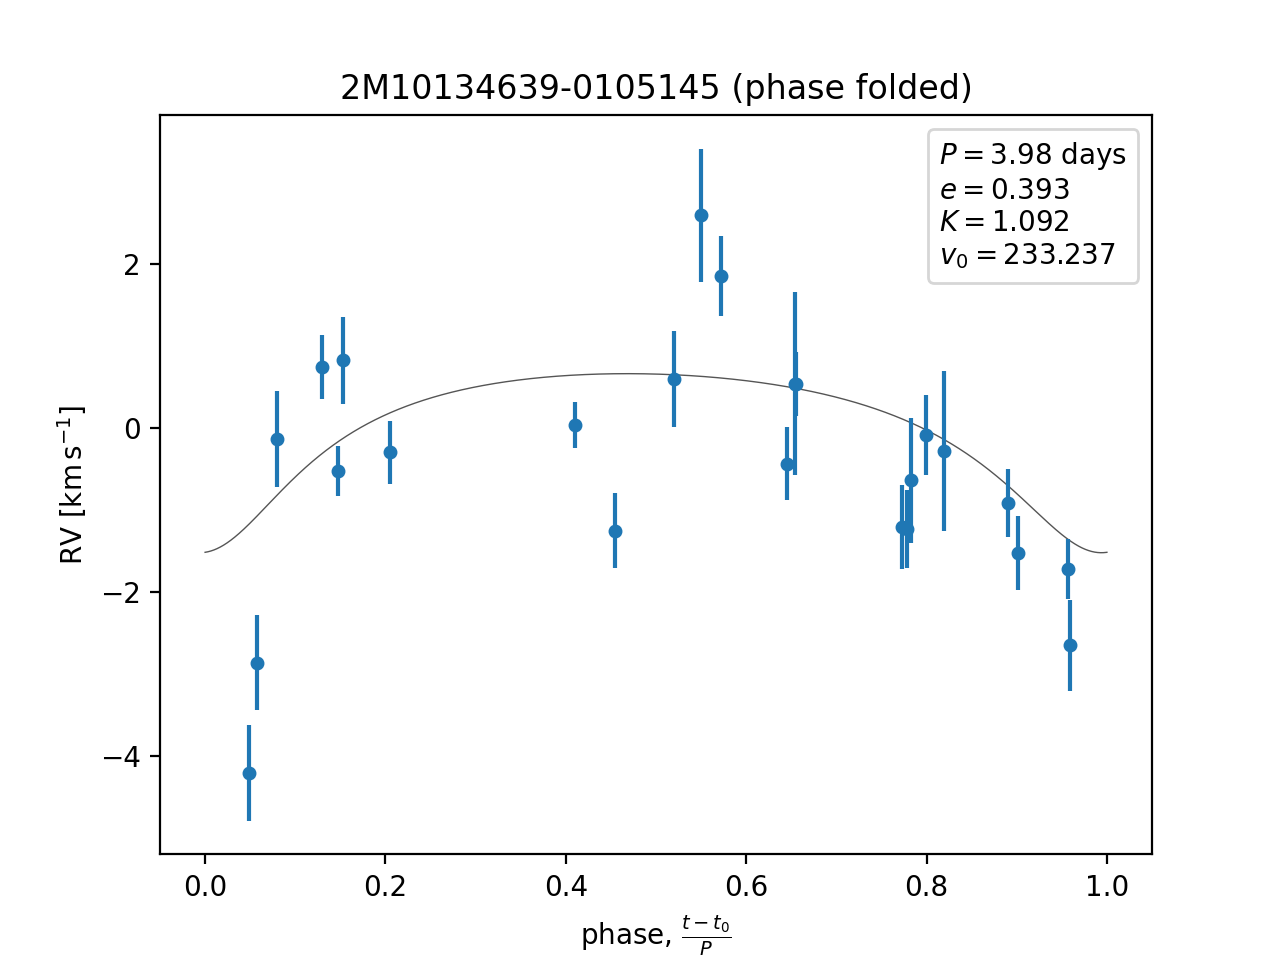 2M10134639-0105145 (phase folded)
P = 3.98 days
e = 0.393
K = 1.092
v₀ = 233.237
2
0
−2
−4
RV [km s⁻¹]
0.0 0.2 0.4 0.6 0.8 1.0
phase, (t − t₀)/P